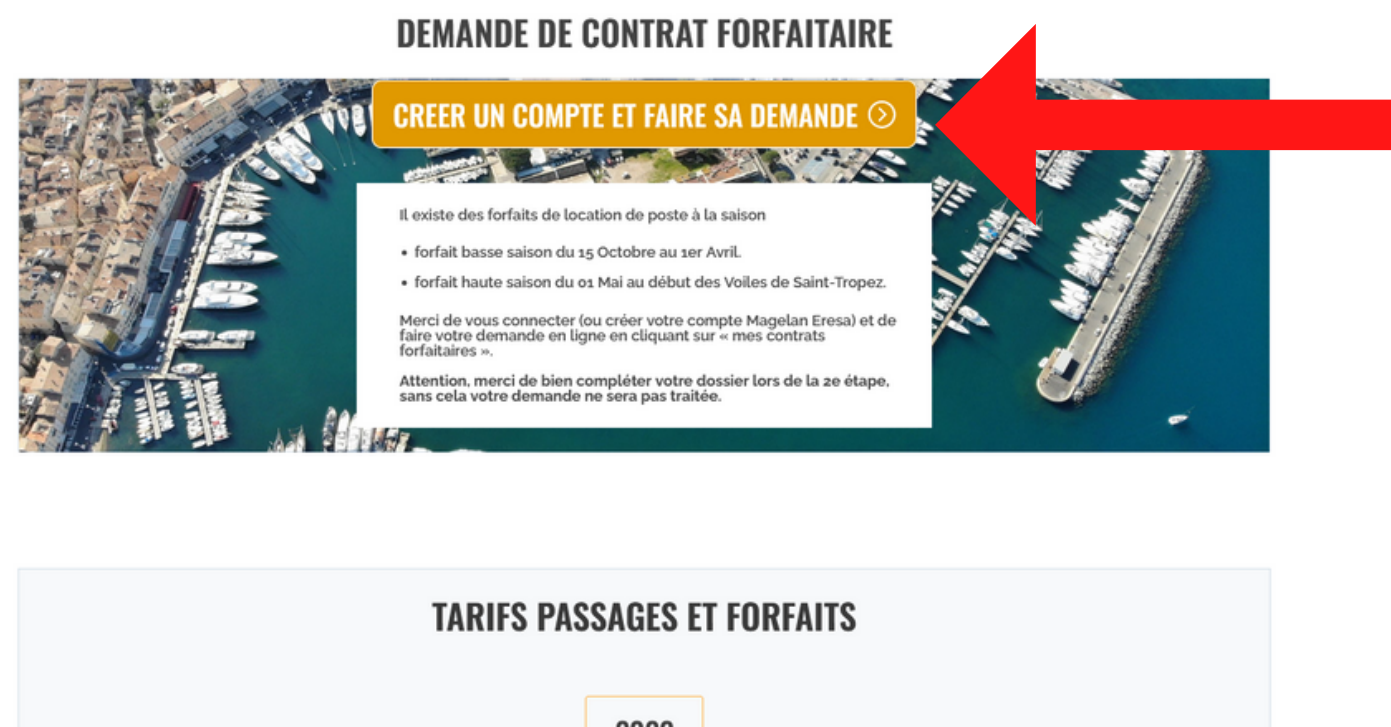 DEMANDE DE CONTRAT FORFAITAIRE
CREER UN COMPTE ET FAIRE SA DEMANDE
Il existe des forfaits de location de poste à la saison
• forfait basse saison du 15 Octobre au 1er Avril.
• forfait haute saison du 01 Mai au début des Voiles de Saint-Tropez.
Merci de vous connecter (ou créer votre compte Magelan Eresa) et de
faire votre demande en ligne en cliquant sur « mes contrats
forfaitaires ».
Attention, merci de bien compléter votre dossier lors de la 2e étape,
sans cela votre demande ne sera pas traitée.
TARIFS PASSAGES ET FORFAITS